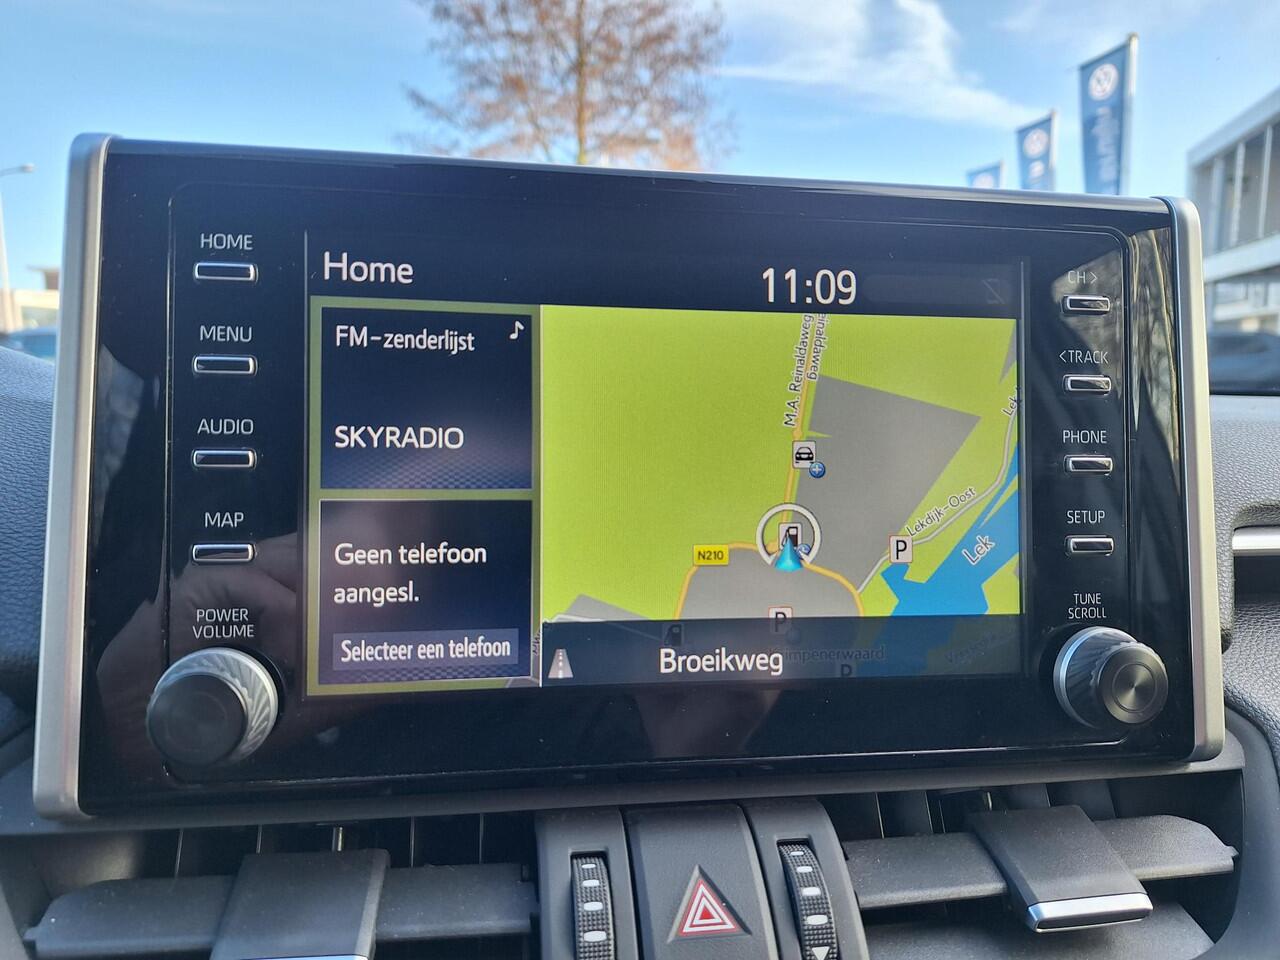 HOME
MENU
AUDIO
MAP
POWER
VOLUME
Home
11:09
FM-zenderlijst
SKYRADIO
Geen telefoon
aangesl.
Selecteer een telefoon
M.A. Reinaldaweg
N210
P
Lekdijk-Oost
Lek
Lek
P
Broeikweg
P
CH >
< TRACK
PHONE
SETUP
TUNE
SCROLL